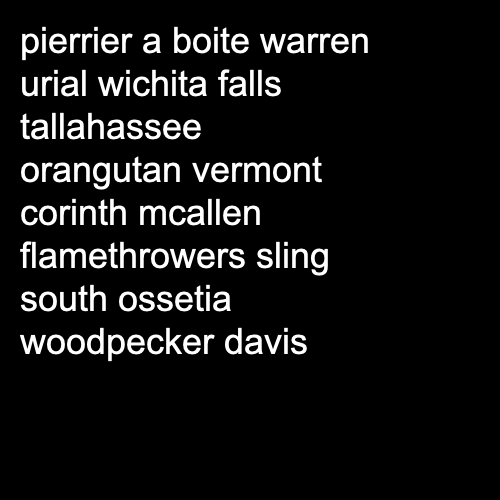 pierrier a boite warren
urial wichita falls
tallahassee
orangutan vermont
corinth mcallen
flamethrowers sling
south ossetia
woodpecker davis